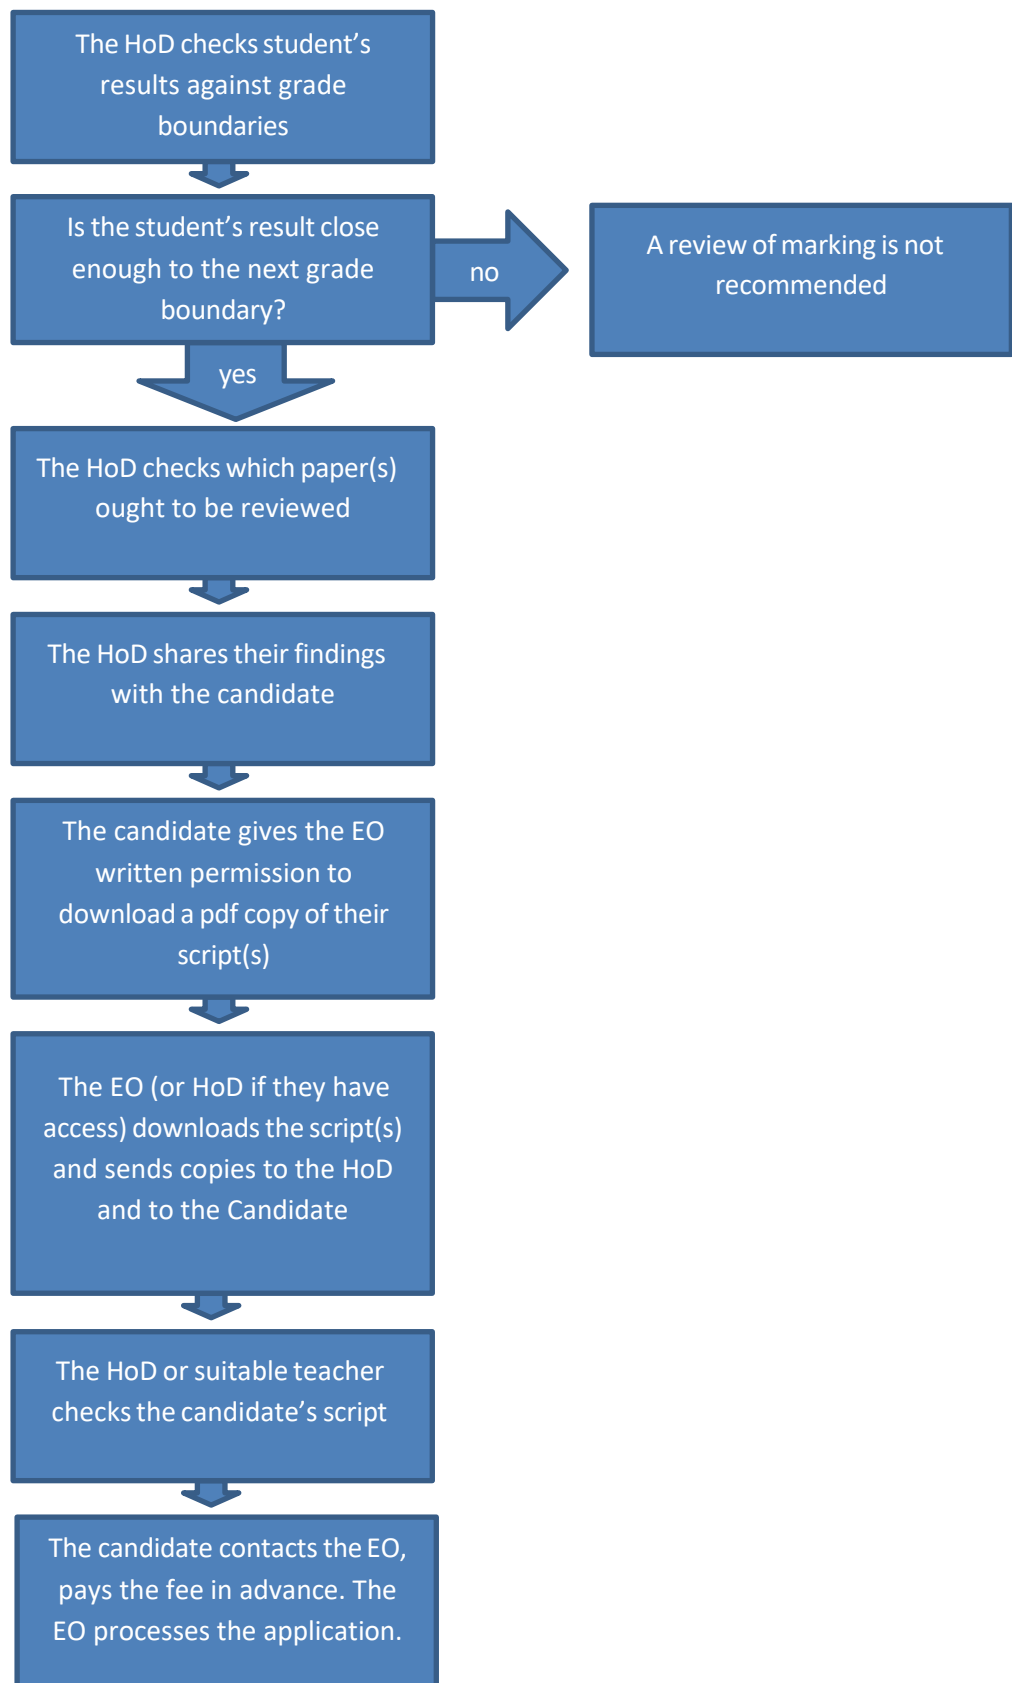 The HoD checks student’s
results against grade
boundaries
Is the student’s result close
enough to the next grade
boundary?
no
A review of marking is not
recommended
yes
The HoD checks which paper(s)
ought to be reviewed
The HoD shares their findings
with the candidate
The candidate gives the EO
written permission to
download a pdf copy of their
script(s)
The EO (or HoD if they have
access) downloads the script(s)
and sends copies to the HoD
and to the Candidate
The HoD or suitable teacher
checks the candidate’s script
The candidate contacts the EO,
pays the fee in advance. The
EO processes the application.